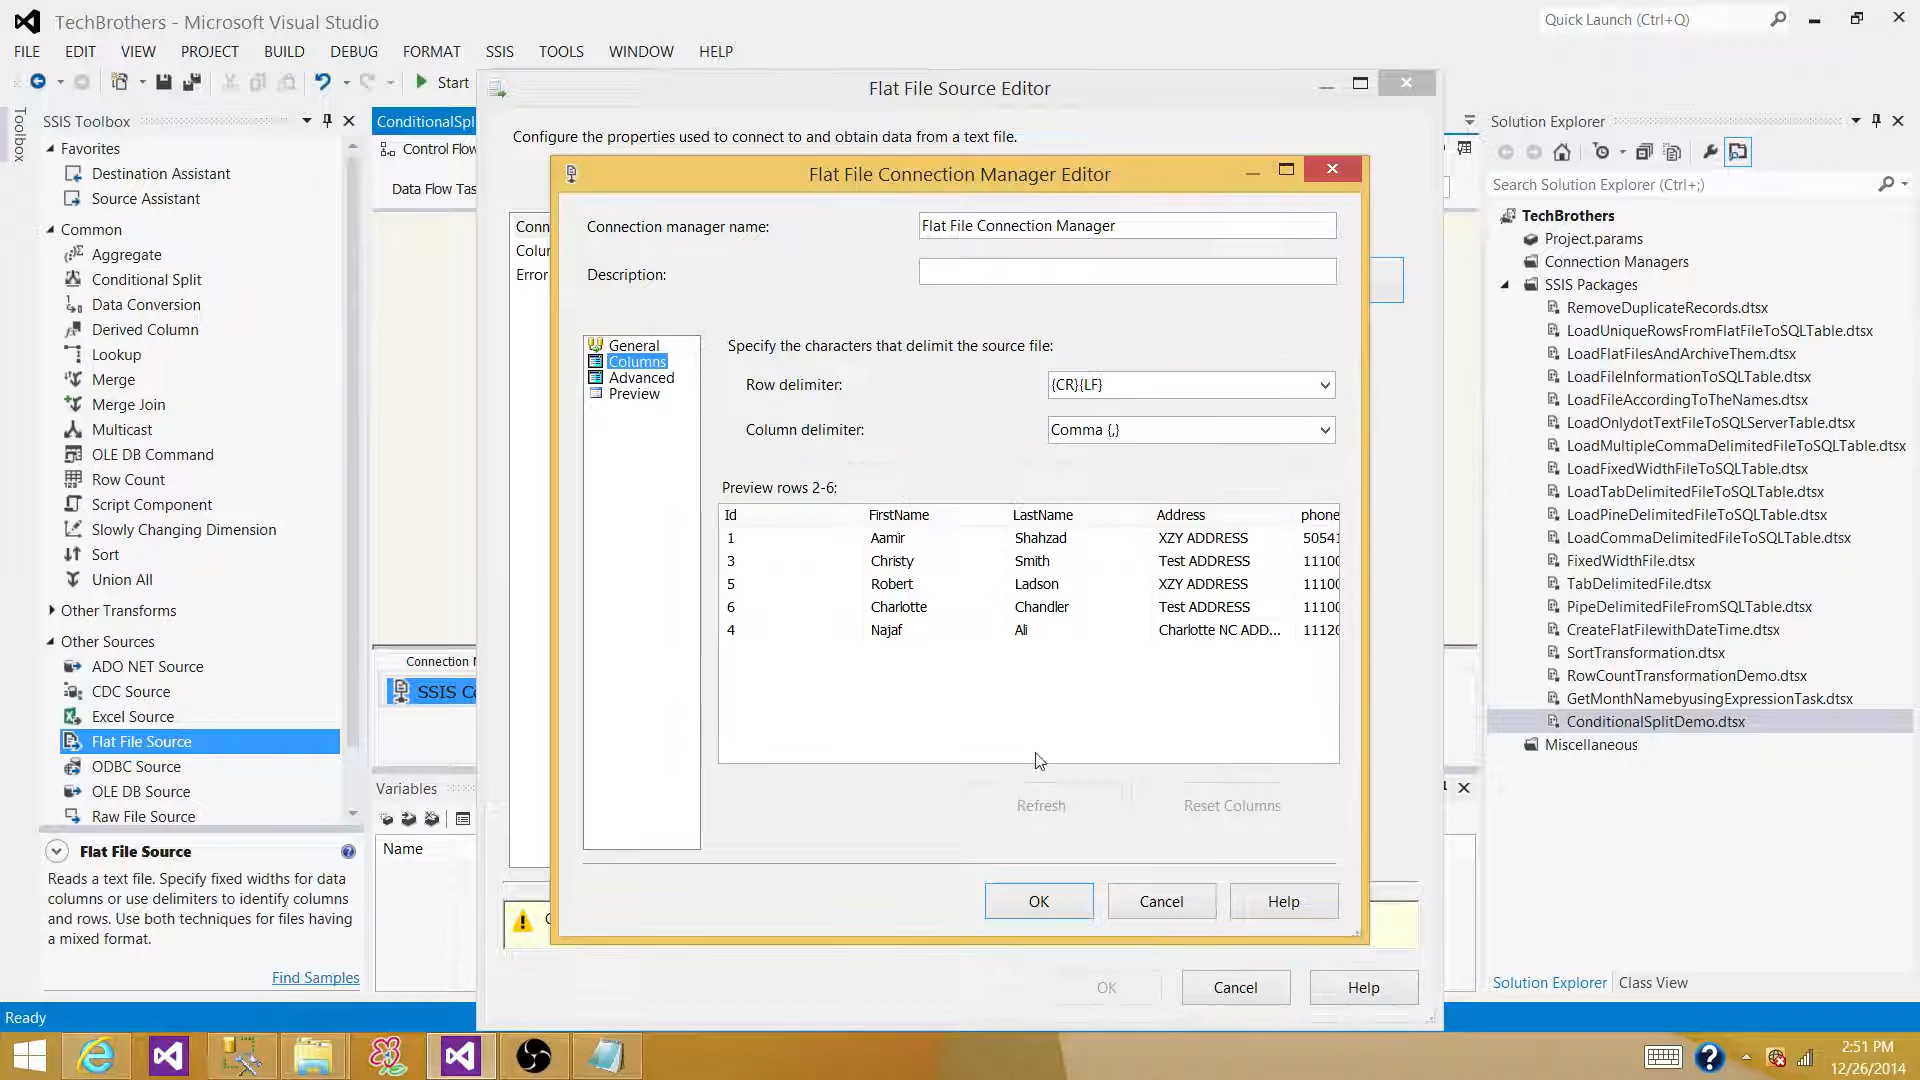 TechBrothers - Microsoft Visual Studio
Quick Launch (Ctrl+Q)
FILE EDIT VIEW PROJECT BUILD DEBUG FORMAT SSIS TOOLS WINDOW HELP
Start
Toolbox
SSIS Toolbox
Favorites
Destination Assistant
Source Assistant
Common
Aggregate
Conditional Split
Data Conversion
Derived Column
Lookup
Merge
Merge Join
Multicast
OLE DB Command
Row Count
Script Component
Slowly Changing Dimension
Sort
Union All
Other Transforms
Other Sources
ADO NET Source
CDC Source
Excel Source
Flat File Source
ODBC Source
OLE DB Source
Raw File Source
Flat File Source
Reads a text file. Specify fixed widths for data
columns or use delimiters to identify columns
and rows. Use both techniques for files having
a mixed format.
Find Samples
ConditionalSpl
Control Flow
Data Flow Tas
Connection M
SSIS Co
Variables
Name
Flat File Source Editor
Configure the properties used to connect to and obtain data from a text file.
Conn
Colur
Error
Flat File Connection Manager Editor
Connection manager name: Flat File Connection Manager
Description:
General
Columns
Advanced
Preview
Specify the characters that delimit the source file:
Row delimiter: {CR}{LF}
Column delimiter: Comma {,}
Preview rows 2-6:
Id FirstName LastName Address phone
1 Aamir Shahzad XZY ADDRESS 50541
3 Christy Smith Test ADDRESS 11100
5 Robert Ladson XZY ADDRESS 11100
6 Charlotte Chandler Test ADDRESS 11100
4 Najaf Ali Charlotte NC ADD... 11120
Refresh Reset Columns
OK Cancel Help
OK Cancel Help
Solution Explorer
Search Solution Explorer (Ctrl+;)
TechBrothers
Project.params
Connection Managers
SSIS Packages
RemoveDuplicateRecords.dtsx
LoadUniqueRowsFromFlatFileToSQLTable.dtsx
LoadFlatFilesAndArchiveThem.dtsx
LoadFileInformationToSQLTable.dtsx
LoadFileAccordingToTheNames.dtsx
LoadOnlydotTextFileToSQLServerTable.dtsx
LoadMultipleCommaDelimitedFileToSQLTable.dtsx
LoadFixedWidthFileToSQLTable.dtsx
LoadTabDelimitedFileToSQLTable.dtsx
LoadPineDelimitedFileToSQLTable.dtsx
LoadCommaDelimitedFileToSQLTable.dtsx
FixedWidthFile.dtsx
TabDelimitedFile.dtsx
PipeDelimitedFileFromSQLTable.dtsx
CreateFlatFilewithDateTime.dtsx
SortTransformation.dtsx
RowCountTransformationDemo.dtsx
GetMonthNamebyusingExpressionTask.dtsx
ConditionalSplitDemo.dtsx
Miscellaneous
Solution Explorer Class View
Ready
2:51 PM
12/26/2014